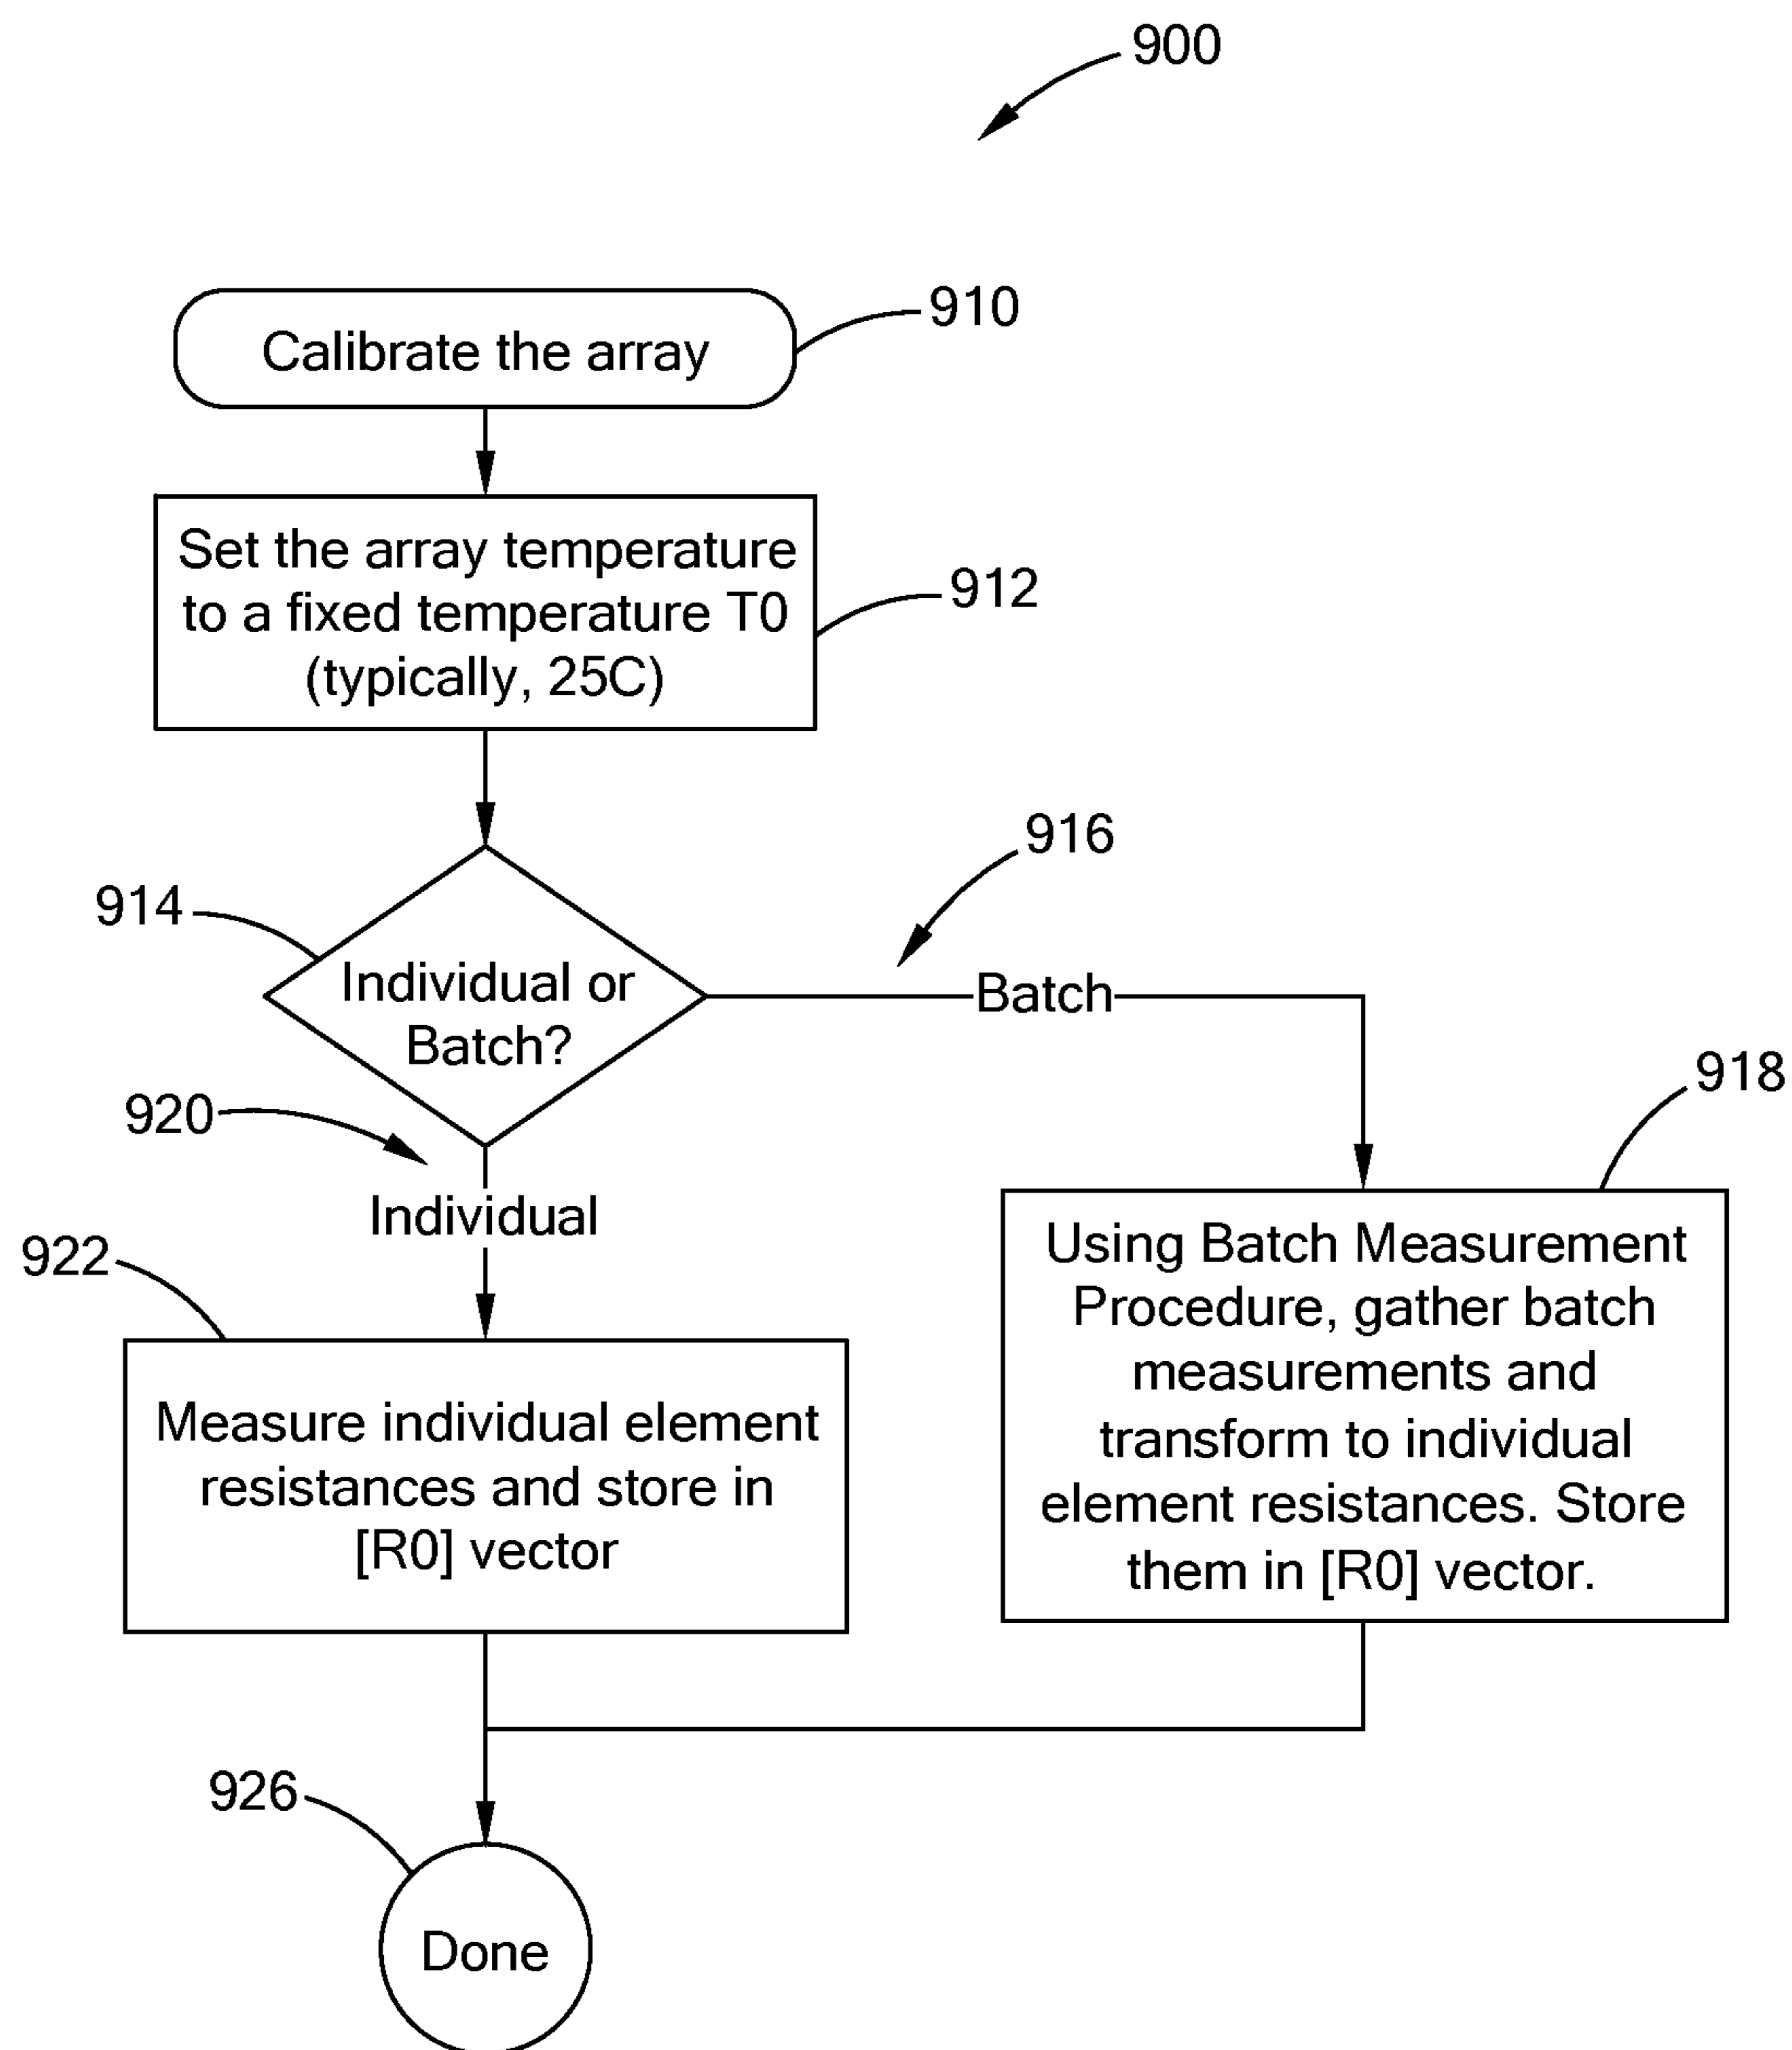 900
Calibrate the array
910
Set the array temperature
to a fixed temperature T0
(typically, 25C)
912
914
Individual or
Batch?
916
Batch
920
Individual
918
Using Batch Measurement
Procedure, gather batch
measurements and
transform to individual
element resistances. Store
them in [R0] vector.
922
Measure individual element
resistances and store in
[R0] vector
926
Done